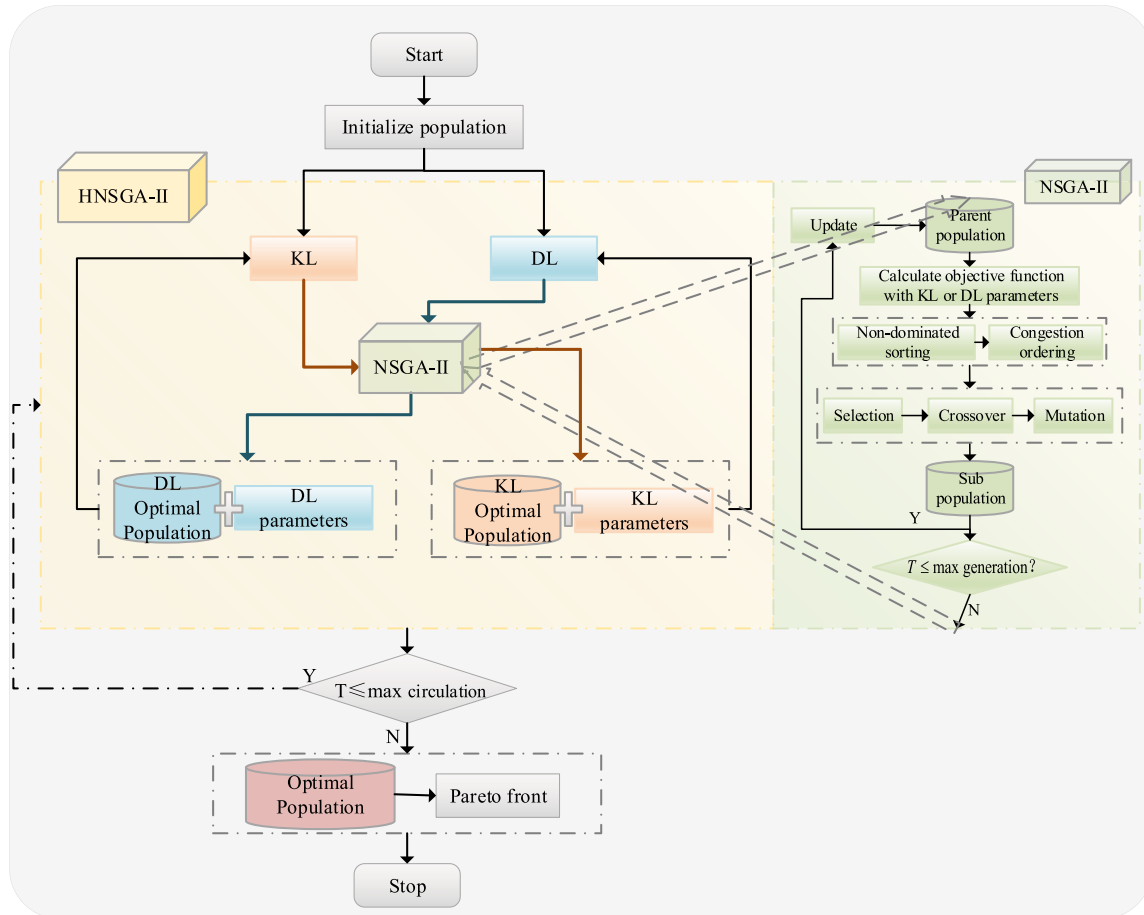 Start
Initialize population
HNSGA-II
KL
DL
NSGA-II
DL
Optimal
Population
DL
parameters
KL
Optimal
Population
KL
parameters
NSGA-II
Update
Parent
population
Calculate objective function
with KL or DL parameters
Non-dominated
sorting
Congestion
ordering
Selection
Crossover
Mutation
Sub
population
Y
T ≤ max generation?
N
Y
T≤max circulation
N
Optimal
Population
Pareto front
Stop